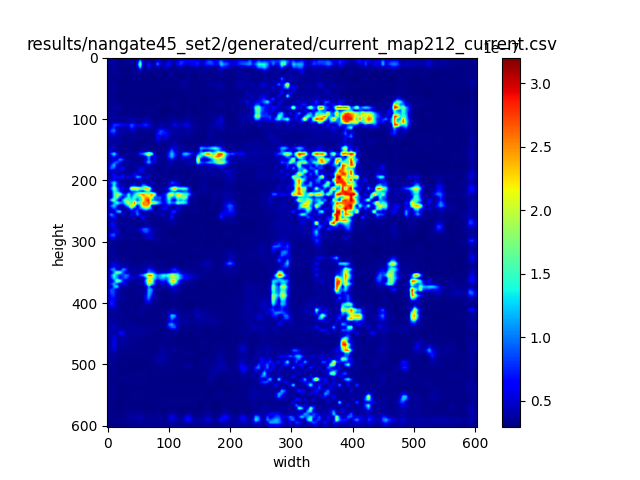 results/nangate45_set2/generated/current_map212_current.csv
1e−7
0
100
200
300
400
500
600
height
0 100 200 300 400 500 600
width
3.0
2.5
2.0
1.5
1.0
0.5